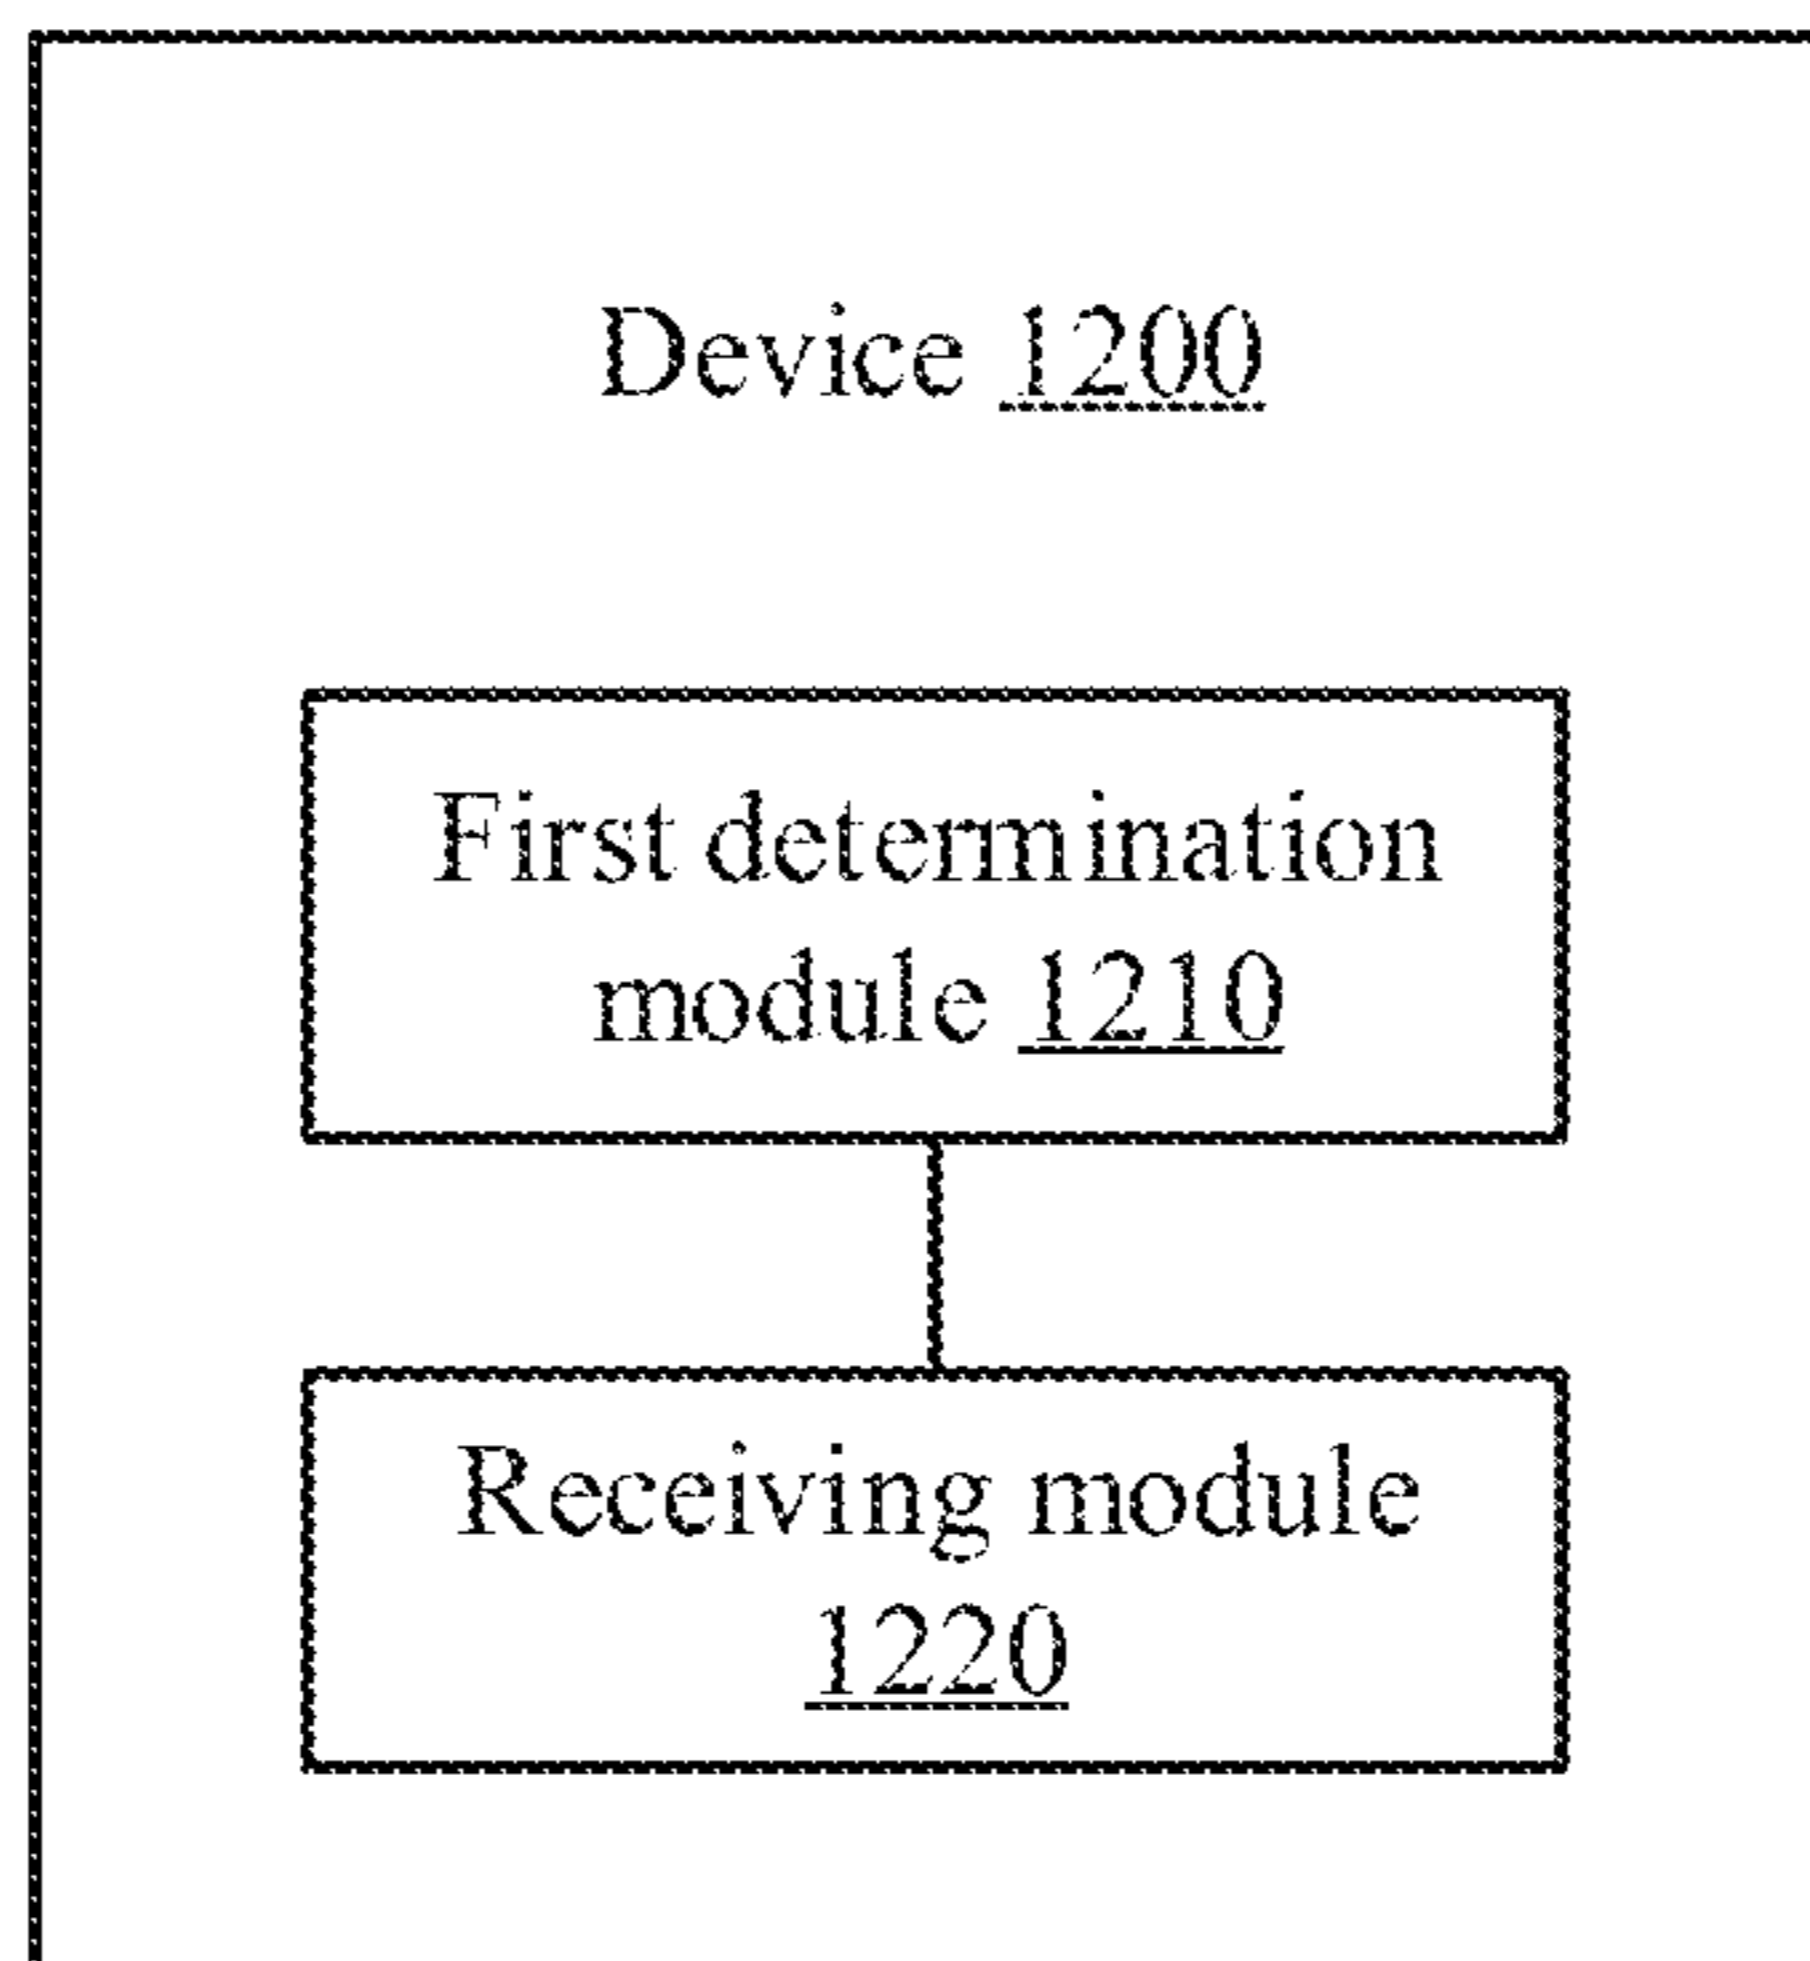 Device 1200
First determination
module 1210
Receiving module
1220